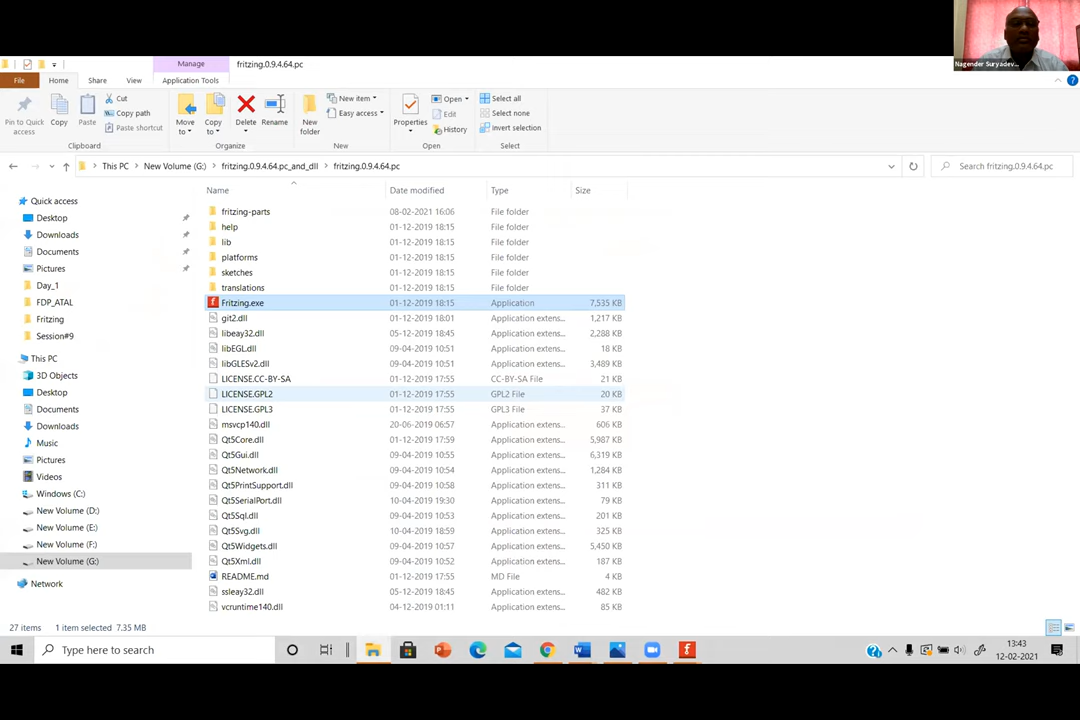 Nagender Suryadev...
Manage
fritzing.0.9.4.64.pc
File
Home
Share
View
Application Tools
Pin to Quick access
Copy
Paste
Cut
Copy path
Paste shortcut
Clipboard
Move to
Copy to
Delete
Rename
Organize
New folder
New item
Easy access
New
Properties
Open
Edit
History
Open
Select all
Select none
Invert selection
Select
This PC
New Volume (G:)
fritzing.0.9.4.64.pc_and_dll
fritzing.0.9.4.64.pc
Search fritzing.0.9.4.64.pc
Name Date modified Type Size
Quick access
Desktop
Downloads
Documents
Pictures
Day_1
FDP_ATAL
Fritzing
Session#9
This PC
3D Objects
Desktop
Documents
Downloads
Music
Pictures
Videos
Windows (C:)
New Volume (D:)
New Volume (E:)
New Volume (F:)
New Volume (G:)
Network
fritzing-parts 08-02-2021 16:06 File folder
help 01-12-2019 18:15 File folder
lib 01-12-2019 18:15 File folder
platforms 01-12-2019 18:15 File folder
sketches 01-12-2019 18:15 File folder
translations 01-12-2019 18:15 File folder
Fritzing.exe 01-12-2019 18:15 Application 7,535 KB
git2.dll 01-12-2019 18:01 Application extens... 1,217 KB
libeay32.dll 05-12-2019 18:45 Application extens... 2,288 KB
libEGL.dll 09-04-2019 10:51 Application extens... 18 KB
libGLESv2.dll 09-04-2019 10:51 Application extens... 3,489 KB
LICENSE.CC-BY-SA 01-12-2019 17:55 CC-BY-SA File 21 KB
LICENSE.GPL2 01-12-2019 17:55 GPL2 File 20 KB
LICENSE.GPL3 01-12-2019 17:55 GPL3 File 37 KB
msvcp140.dll 20-06-2019 06:57 Application extens... 606 KB
Qt5Core.dll 01-12-2019 17:59 Application extens... 5,987 KB
Qt5Gui.dll 09-04-2019 10:55 Application extens... 6,319 KB
Qt5Network.dll 09-04-2019 10:54 Application extens... 1,284 KB
Qt5PrintSupport.dll 09-04-2019 10:58 Application extens... 311 KB
Qt5SerialPort.dll 10-04-2019 19:30 Application extens... 79 KB
Qt5Sql.dll 09-04-2019 10:53 Application extens... 201 KB
Qt5Svg.dll 10-04-2019 18:59 Application extens... 325 KB
Qt5Widgets.dll 09-04-2019 10:57 Application extens... 5,450 KB
Qt5Xml.dll 09-04-2019 10:52 Application extens... 187 KB
README.md 01-12-2019 17:55 MD File 4 KB
ssleay32.dll 05-12-2019 18:45 Application extens... 482 KB
vcruntime140.dll 04-12-2019 01:11 Application extens... 85 KB
27 items 1 item selected 7.35 MB
Type here to search
13:43
12-02-2021